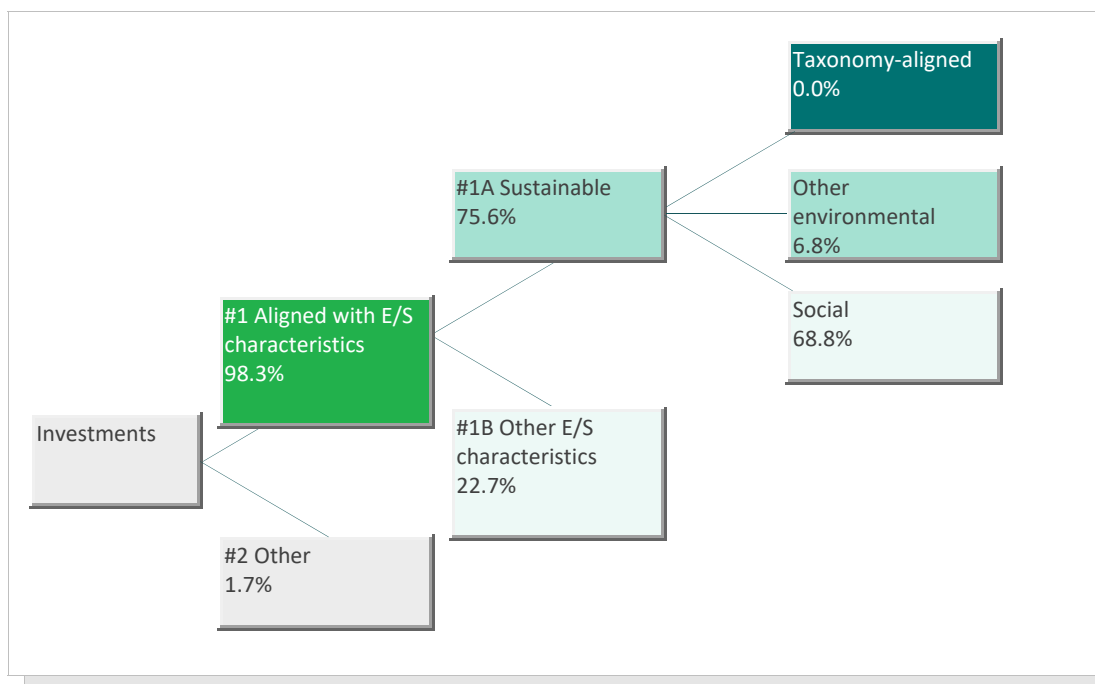 Investments
#1 Aligned with E/S
characteristics
98.3%
#2 Other
1.7%
#1A Sustainable
75.6%
#1B Other E/S
characteristics
22.7%
Taxonomy-aligned
0.0%
Other
environmental
6.8%
Social
68.8%